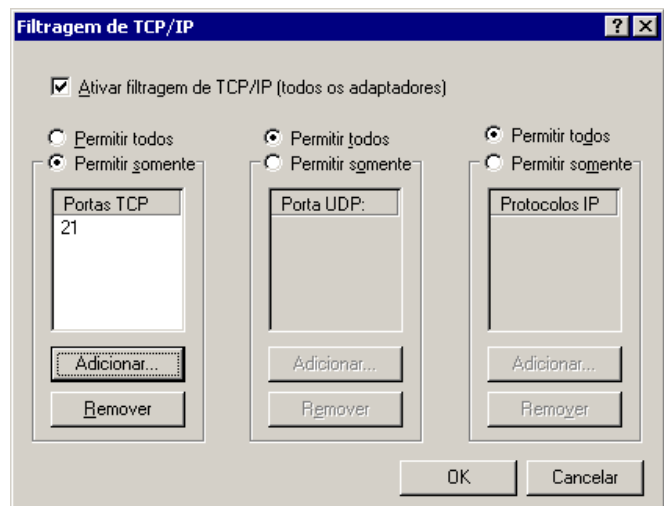 Filtragem de TCP/IP
Ativar filtragem de TCP/IP (todos os adaptadores)
Permitir todos
Permitir somente
Portas TCP
21
Adicionar...
Remover
Permitir todos
Permitir somente
Porta UDP:
Adicionar...
Remover
Permitir todos
Permitir somente
Protocolos IP
Adicionar...
Remover
OK
Cancelar